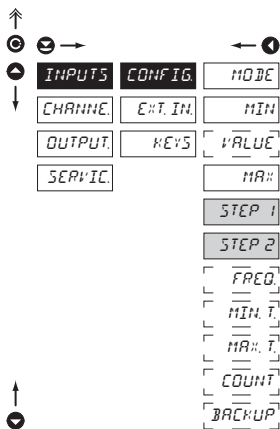 INPUTS CONFIG. MODE
CHANNE. EXT. IN. MIN
OUTPUT. KEYS VALUE
SERVIC. MAX
STEP 1
STEP 2
FREQ.
MIN. T.
MAX. T.
COUNT
BACKUP